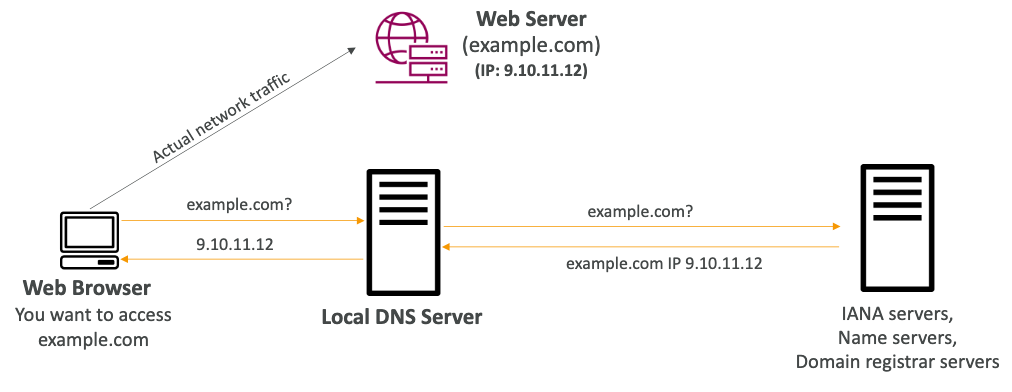 Web Server
(example.com)
(IP: 9.10.11.12)
Actual network traffic
example.com?
example.com?
9.10.11.12
example.com IP 9.10.11.12
Web Browser
You want to access
example.com
Local DNS Server
IANA servers,
Name servers,
Domain registrar servers